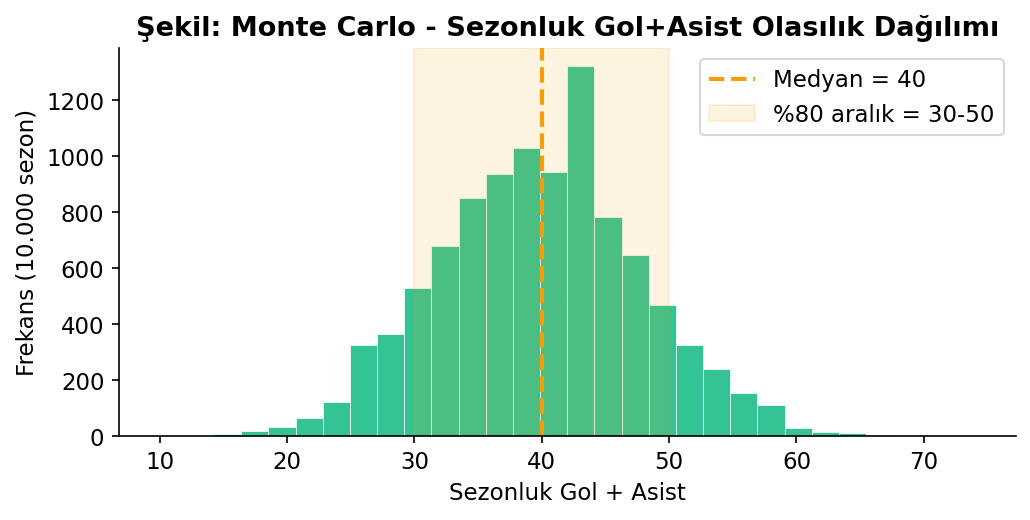 Şekil: Monte Carlo - Sezonluk Gol+Asist Olasılık Dağılımı
Medyan = 40
%80 aralık = 30-50
Frekans (10.000 sezon)
1200
1000
800
600
400
200
0
10 20 30 40 50 60 70
Sezonluk Gol + Asist